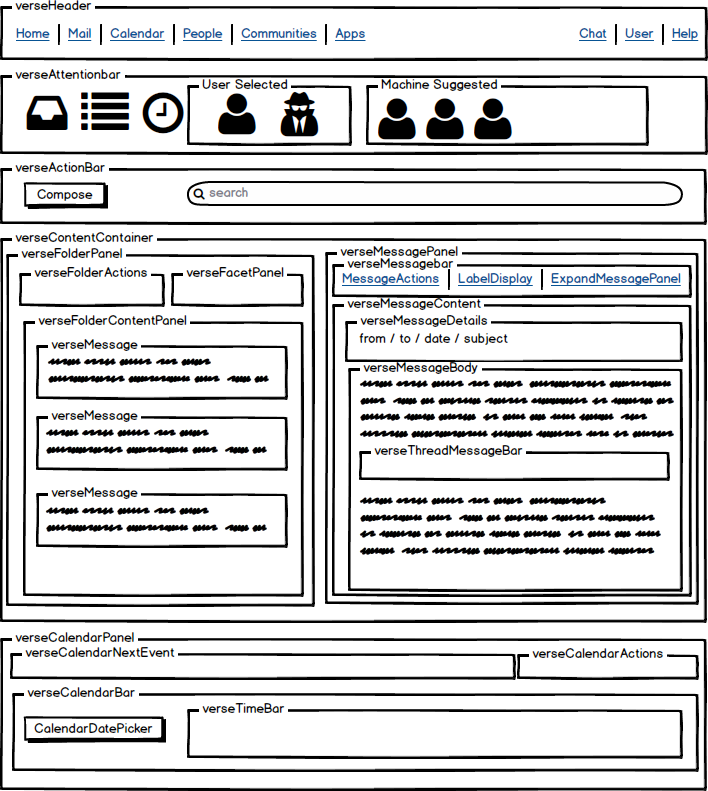 verseHeader
Home Mail Calendar People Communities Apps Chat User Help
verseAttentionbar
User Selected
Machine Suggested
verseActionBar
Compose
search
verseContentContainer
verseFolderPanel
verseFolderActions
verseFacetPanel
verseFolderContentPanel
verseMessage
verseMessage
verseMessage
verseMessagePanel
verseMessagebar
MessageActions LabelDisplay ExpandMessagePanel
verseMessageContent
verseMessageDetails
from / to / date / subject
verseMessageBody
verseThreadMessageBar
verseCalendarPanel
verseCalendarNextEvent
verseCalendarActions
verseCalendarBar
CalendarDatePicker
verseTimeBar